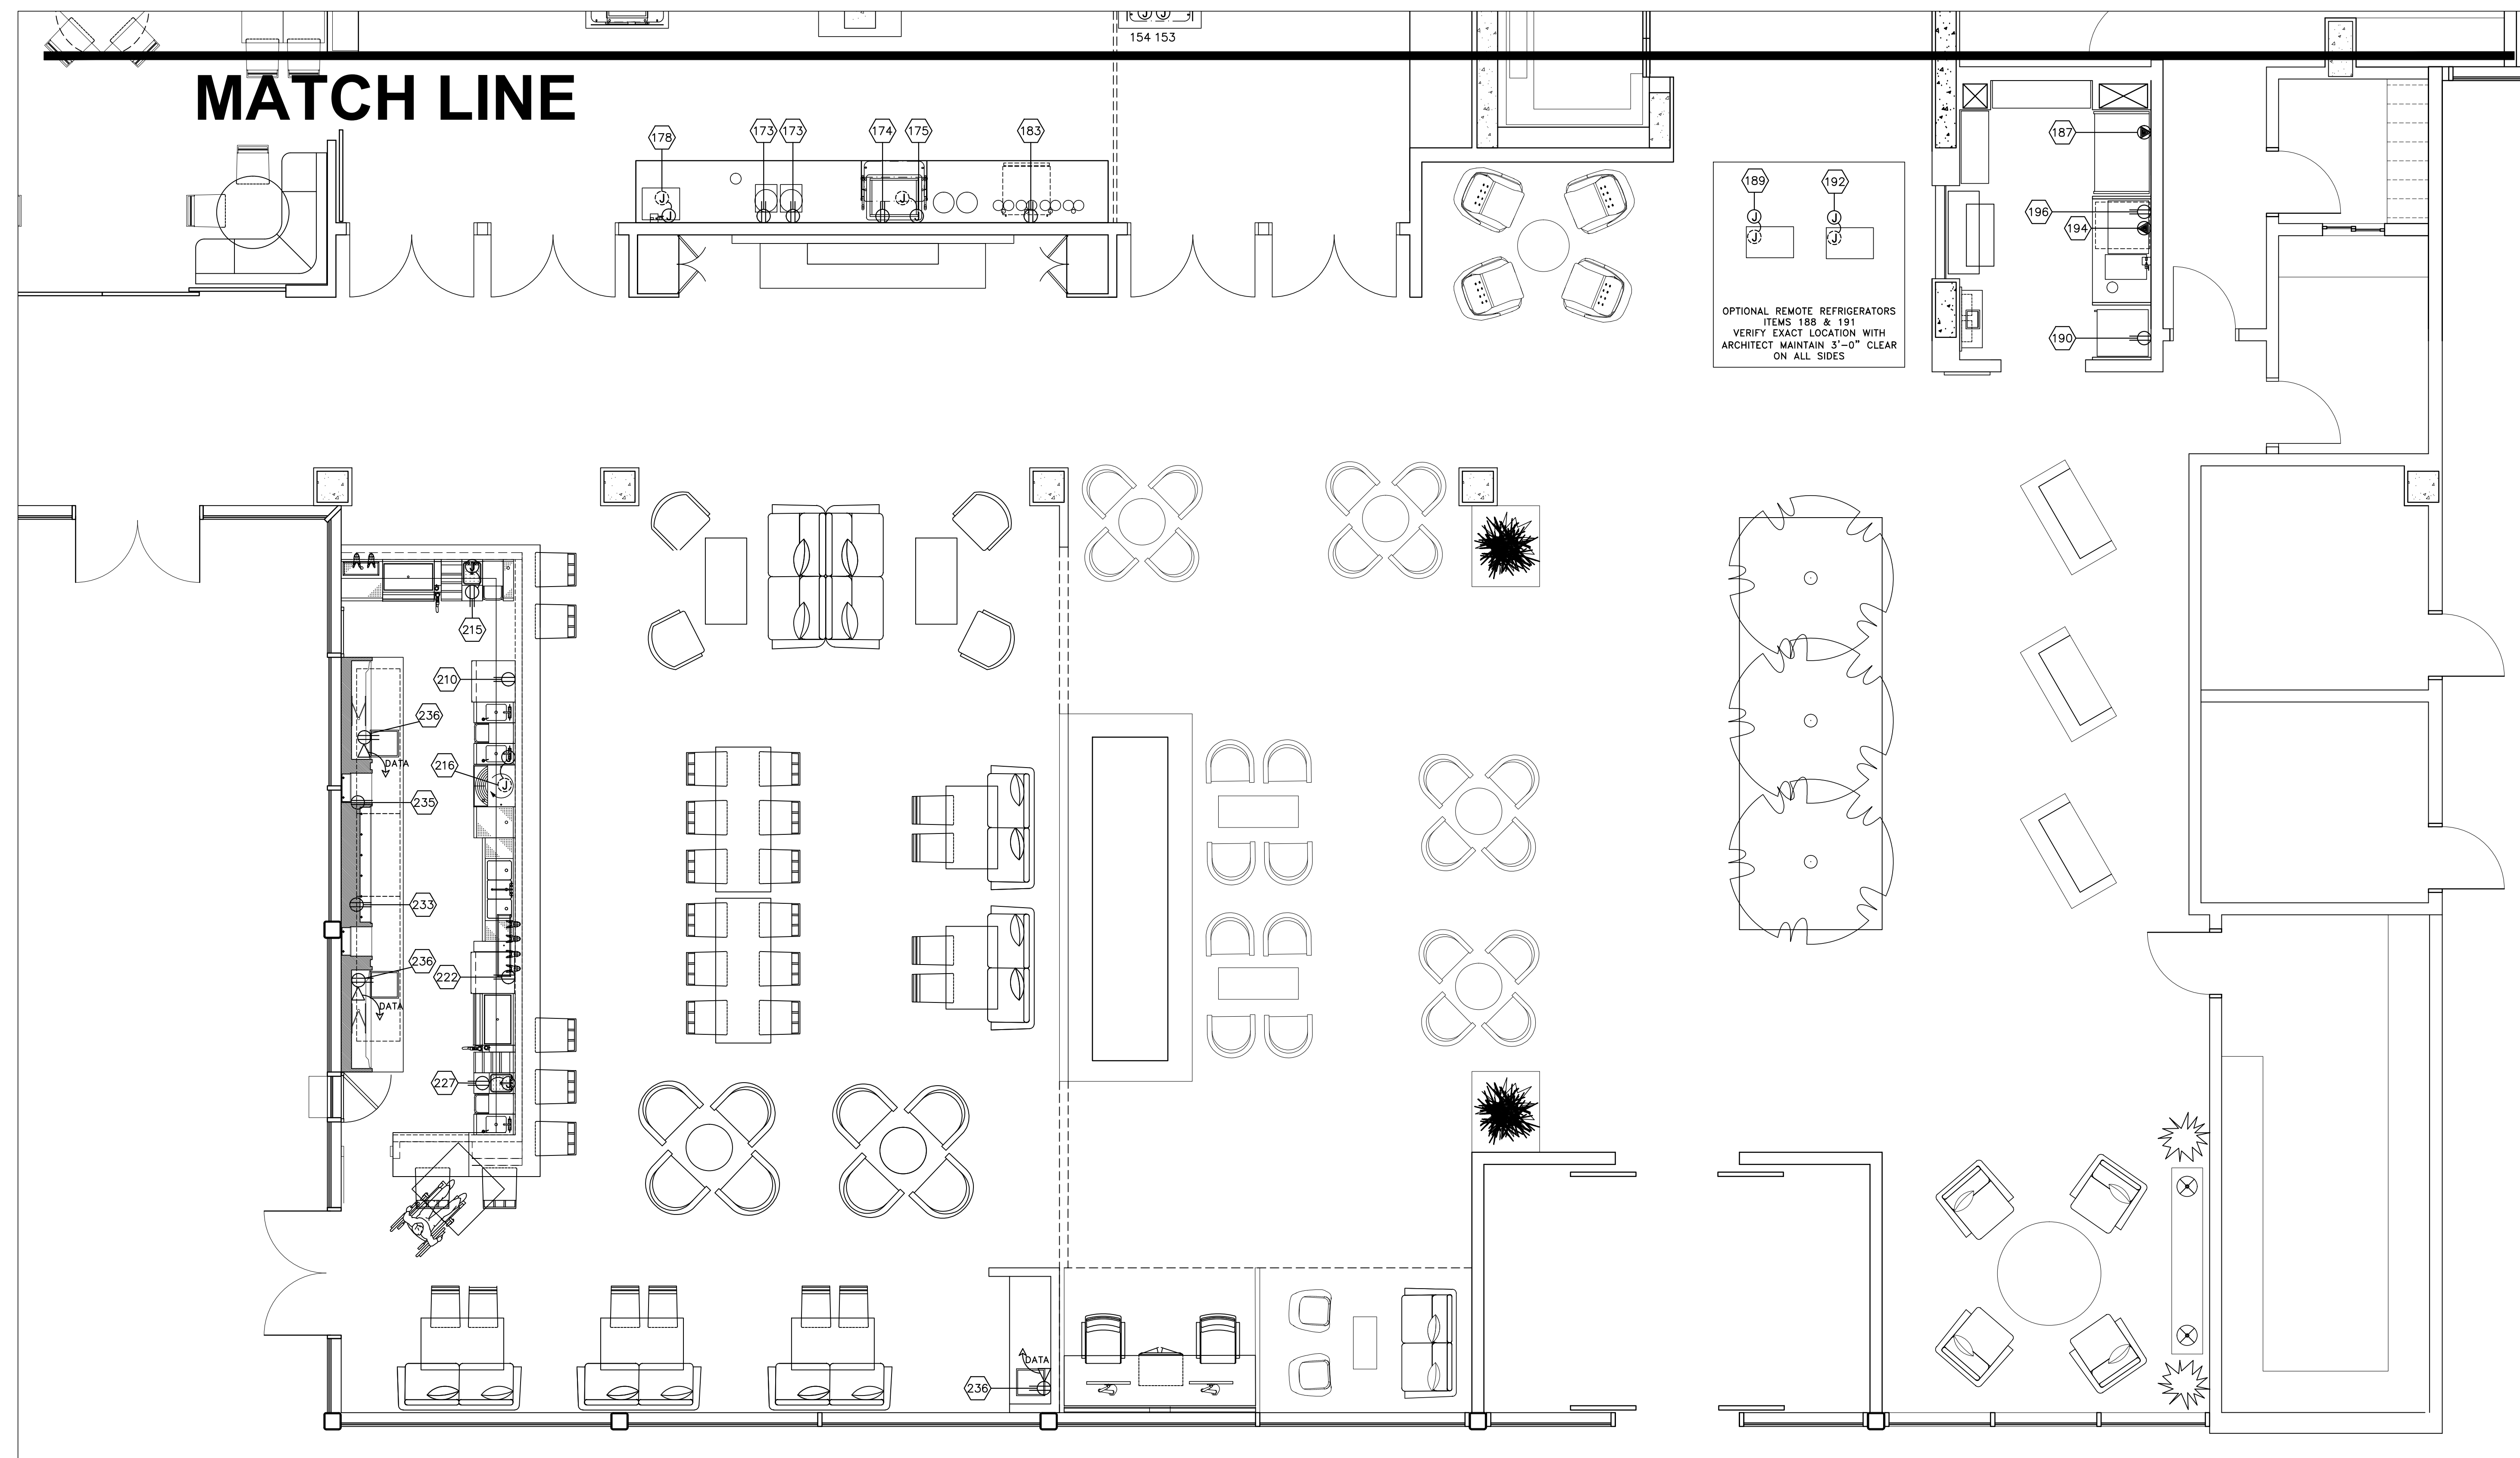 154 153
MATCH LINE
178
173
173
174
175
183
187
189
192
196
194
190
OPTIONAL REMOTE REFRIGERATORS
ITEMS 188 & 191
VERIFY EXACT LOCATION WITH
ARCHITECT MAINTAIN 3'-0" CLEAR
ON ALL SIDES
J
J
J
J
J
J
J
J
J
J
215
210
236
DATA
216
J
235
233
236
222
DATA
227
DATA
236